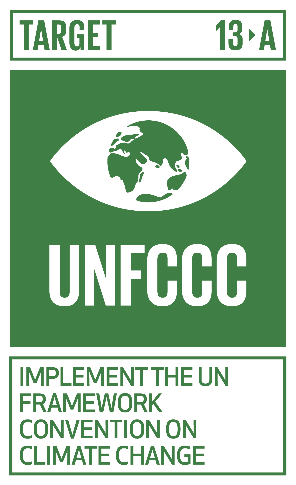 TARGET 13▸A
UNFCCC
IMPLEMENT THE UN
FRAMEWORK
CONVENTION ON
CLIMATE CHANGE